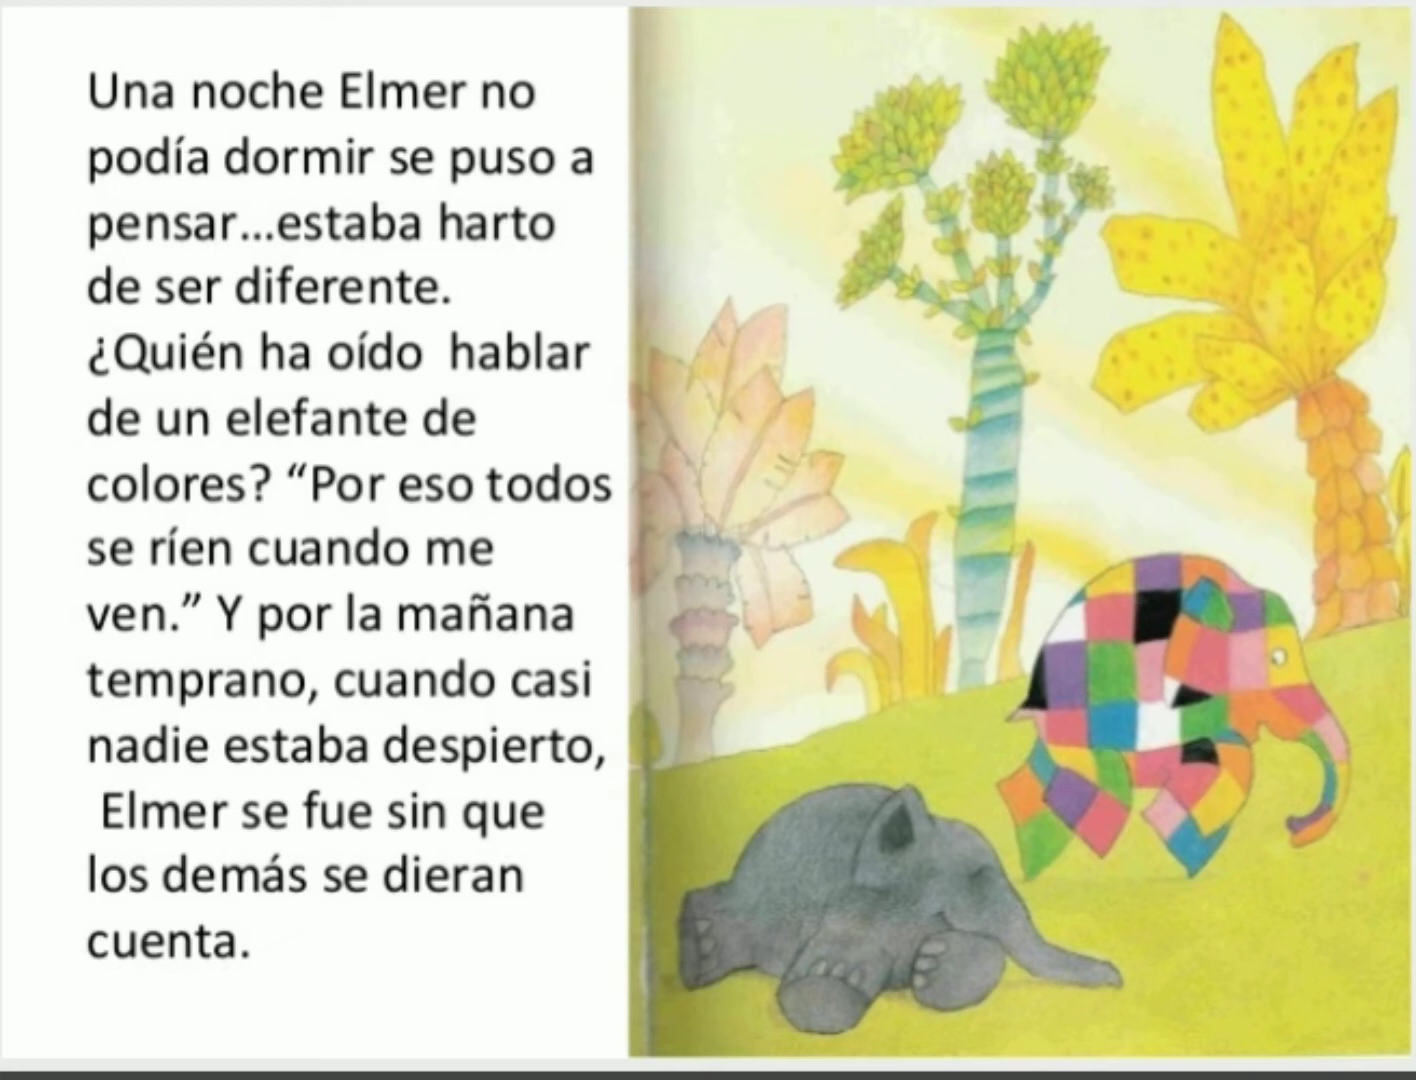 Una noche Elmer no
podía dormir se puso a
pensar...estaba harto
de ser diferente.
¿Quién ha oído  hablar
de un elefante de
colores? “Por eso todos
se ríen cuando me
ven.” Y por la mañana
temprano, cuando casi
nadie estaba despierto,
Elmer se fue sin que
los demás se dieran
cuenta.